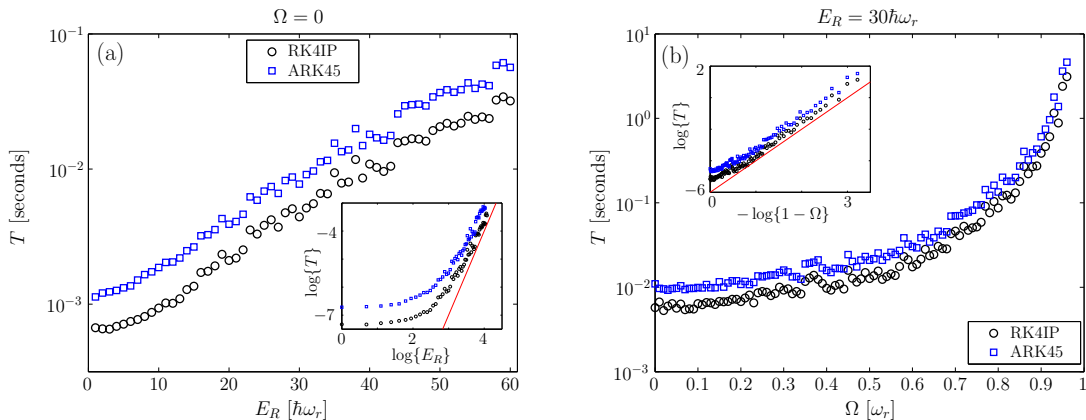 Ω = 0
(a)
RK4IP
ARK45
10⁻¹
10⁻²
10⁻³
T [seconds]
0 10 20 30 40 50 60
E_R [ħω_r]
−4
−7
log{T}
0 2 4
log{E_R}
E_R = 30ħω_r
(b)
10¹
10⁰
10⁻¹
10⁻²
10⁻³
T [seconds]
2
−6
log{T}
0 3
−log{1 − Ω}
RK4IP
ARK45
0 0.1 0.2 0.3 0.4 0.5 0.6 0.7 0.8 0.9 1
Ω [ω_r]